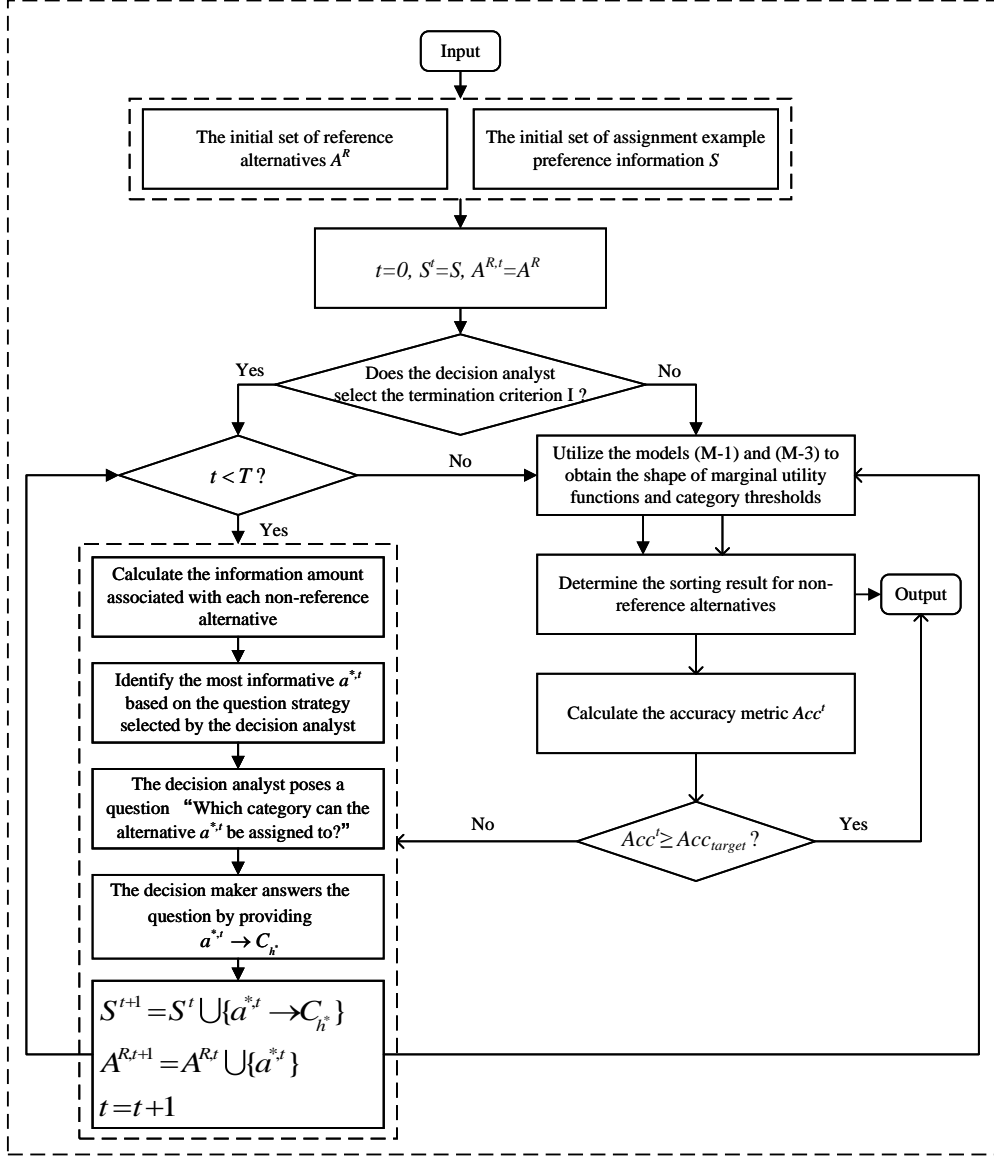 Input
The initial set of reference
alternatives A^R
The initial set of assignment example
preference information S
t=0, S^t=S, A^{R,t}=A^R
Does the decision analyst
select the termination criterion I ?
Yes
No
t < T ?
No
Yes
Utilize the models (M-1) and (M-3) to
obtain the shape of marginal utility
functions and category thresholds
Calculate the information amount
associated with each non-reference
alternative
Determine the sorting result for non-
reference alternatives
Output
Identify the most informative a^{*,t}
based on the question strategy
selected by the decision analyst
Calculate the accuracy metric Acc^t
The decision analyst poses a
question “Which category can the
alternative a^{*,t} be assigned to?”
No
Acc^t ≥ Acc_{target} ?
Yes
The decision maker answers the
question by providing
a^{*,t} → C_{h^*}
S^{t+1} = S^t ∪ {a^{*,t} → C_{h^*}}
A^{R,t+1} = A^{R,t} ∪ {a^{*,t}}
t = t+1